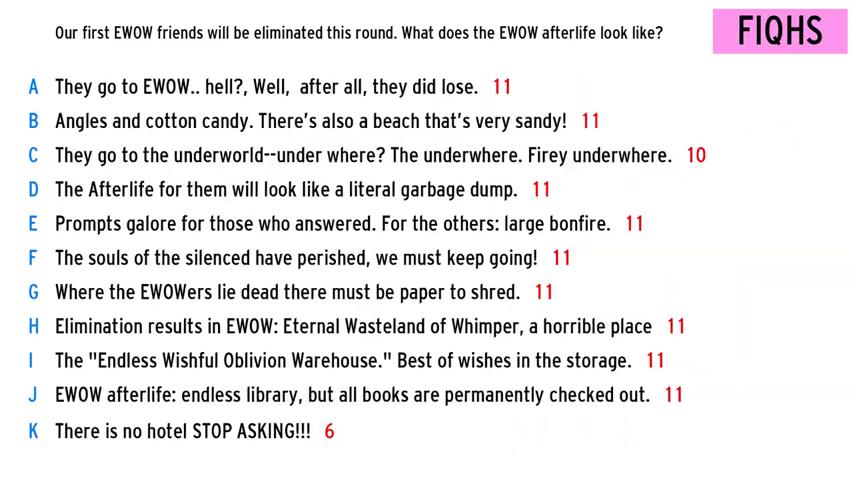 Our first EWOW friends will be eliminated this round. What does the EWOW afterlife look like?
FIQHS
A They go to EWOW.. hell?, Well, after all, they did lose. 11
B Angles and cotton candy. There's also a beach that's very sandy! 11
C They go to the underworld--under where? The underwhere. Firey underwhere. 10
D The Afterlife for them will look like a literal garbage dump. 11
E Prompts galore for those who answered. For the others: large bonfire. 11
F The souls of the silenced have perished, we must keep going! 11
G Where the EWOWers lie dead there must be paper to shred. 11
H Elimination results in EWOW: Eternal Wasteland of Whimper, a horrible place 11
I The "Endless Wishful Oblivion Warehouse." Best of wishes in the storage. 11
J EWOW afterlife: endless library, but all books are permanently checked out. 11
K There is no hotel STOP ASKING!!! 6